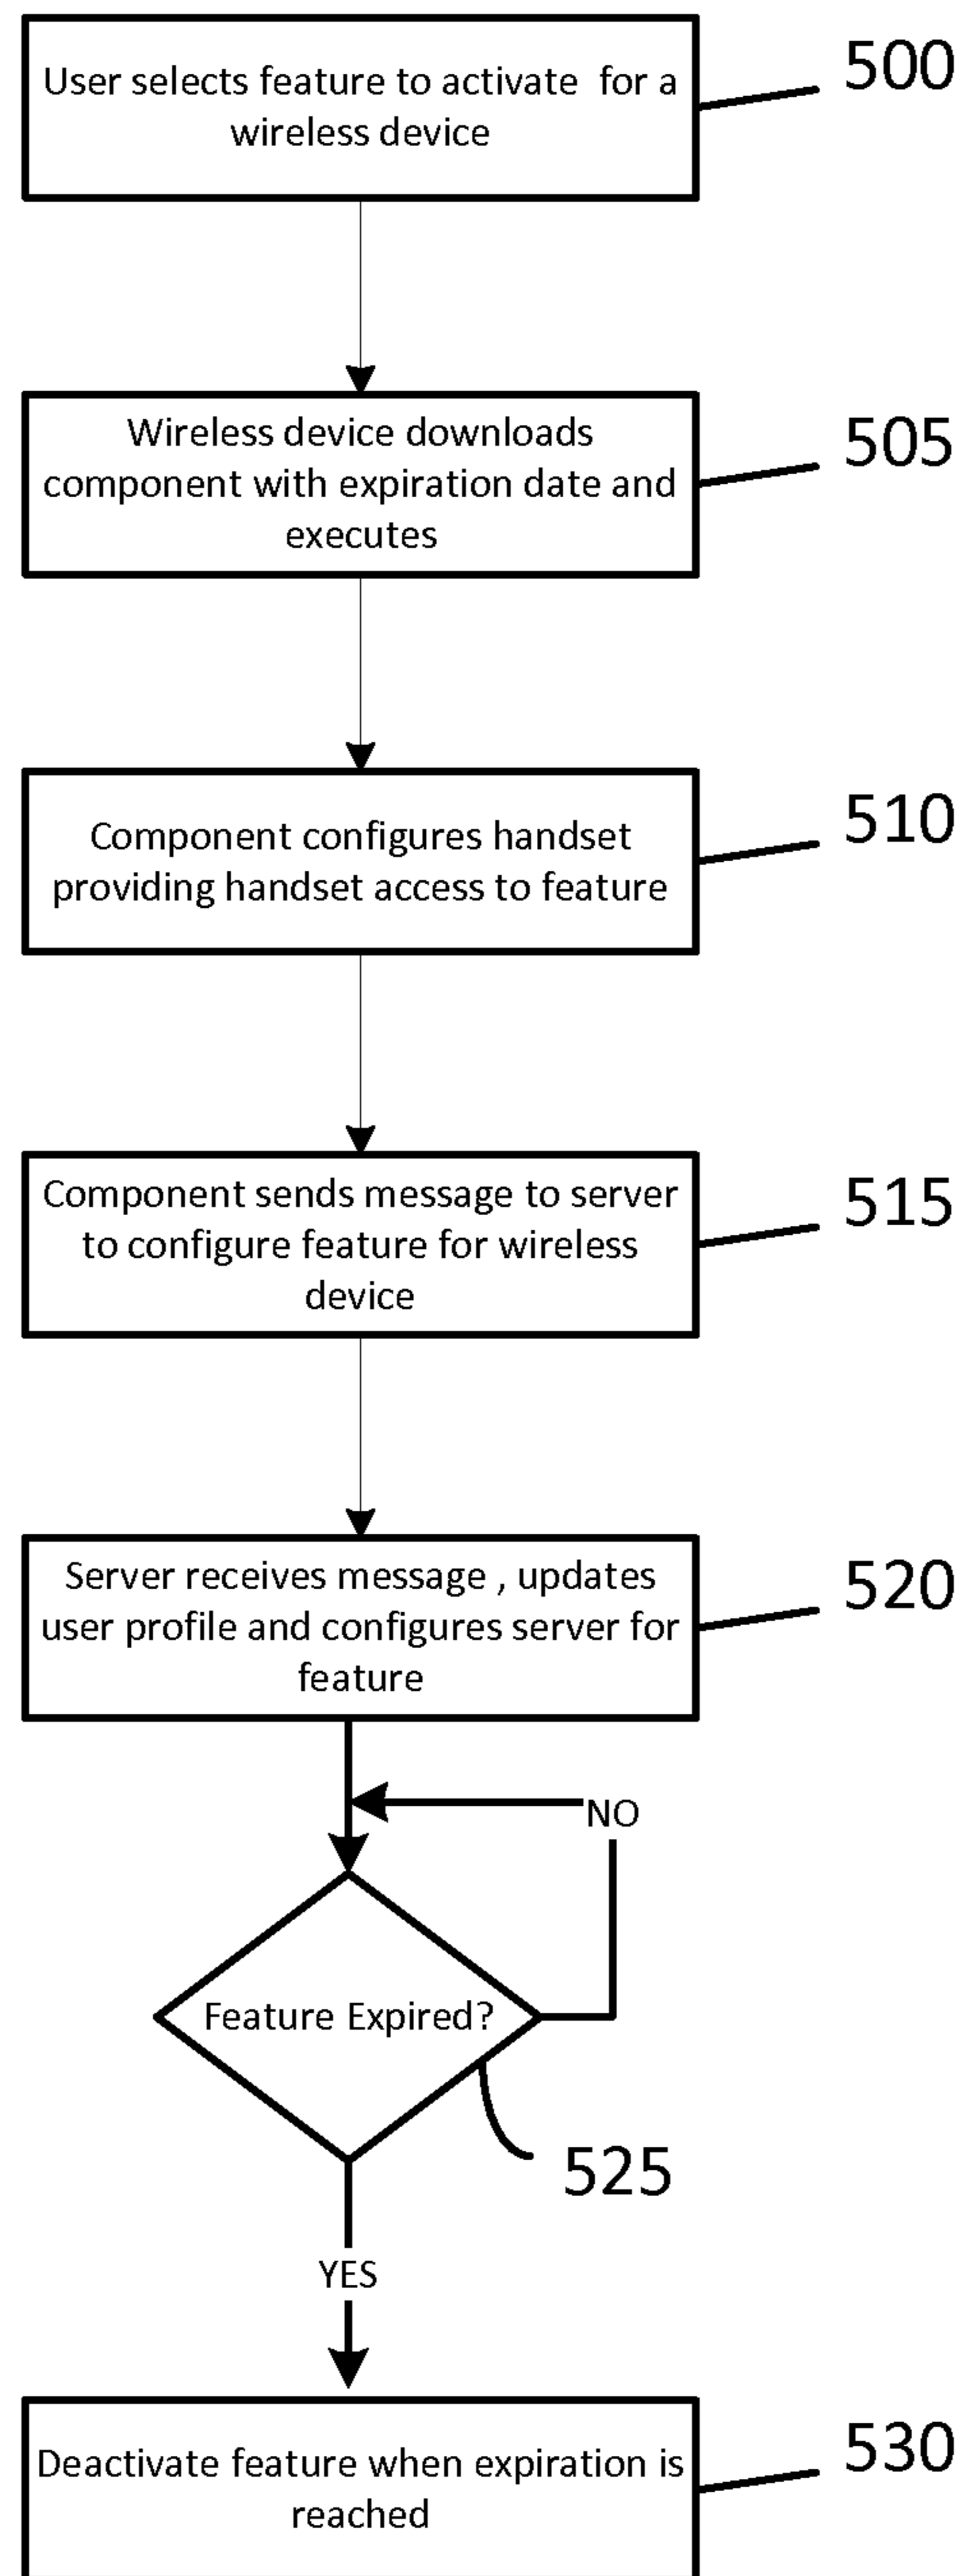 User selects feature to activate for a
wireless device
500
Wireless device downloads
component with expiration date and
executes
505
Component configures handset
providing handset access to feature
510
Component sends message to server
to configure feature for wireless
device
515
Server receives message , updates
user profile and configures server for
feature
520
NO
Feature Expired?
525
YES
Deactivate feature when expiration is
reached
530